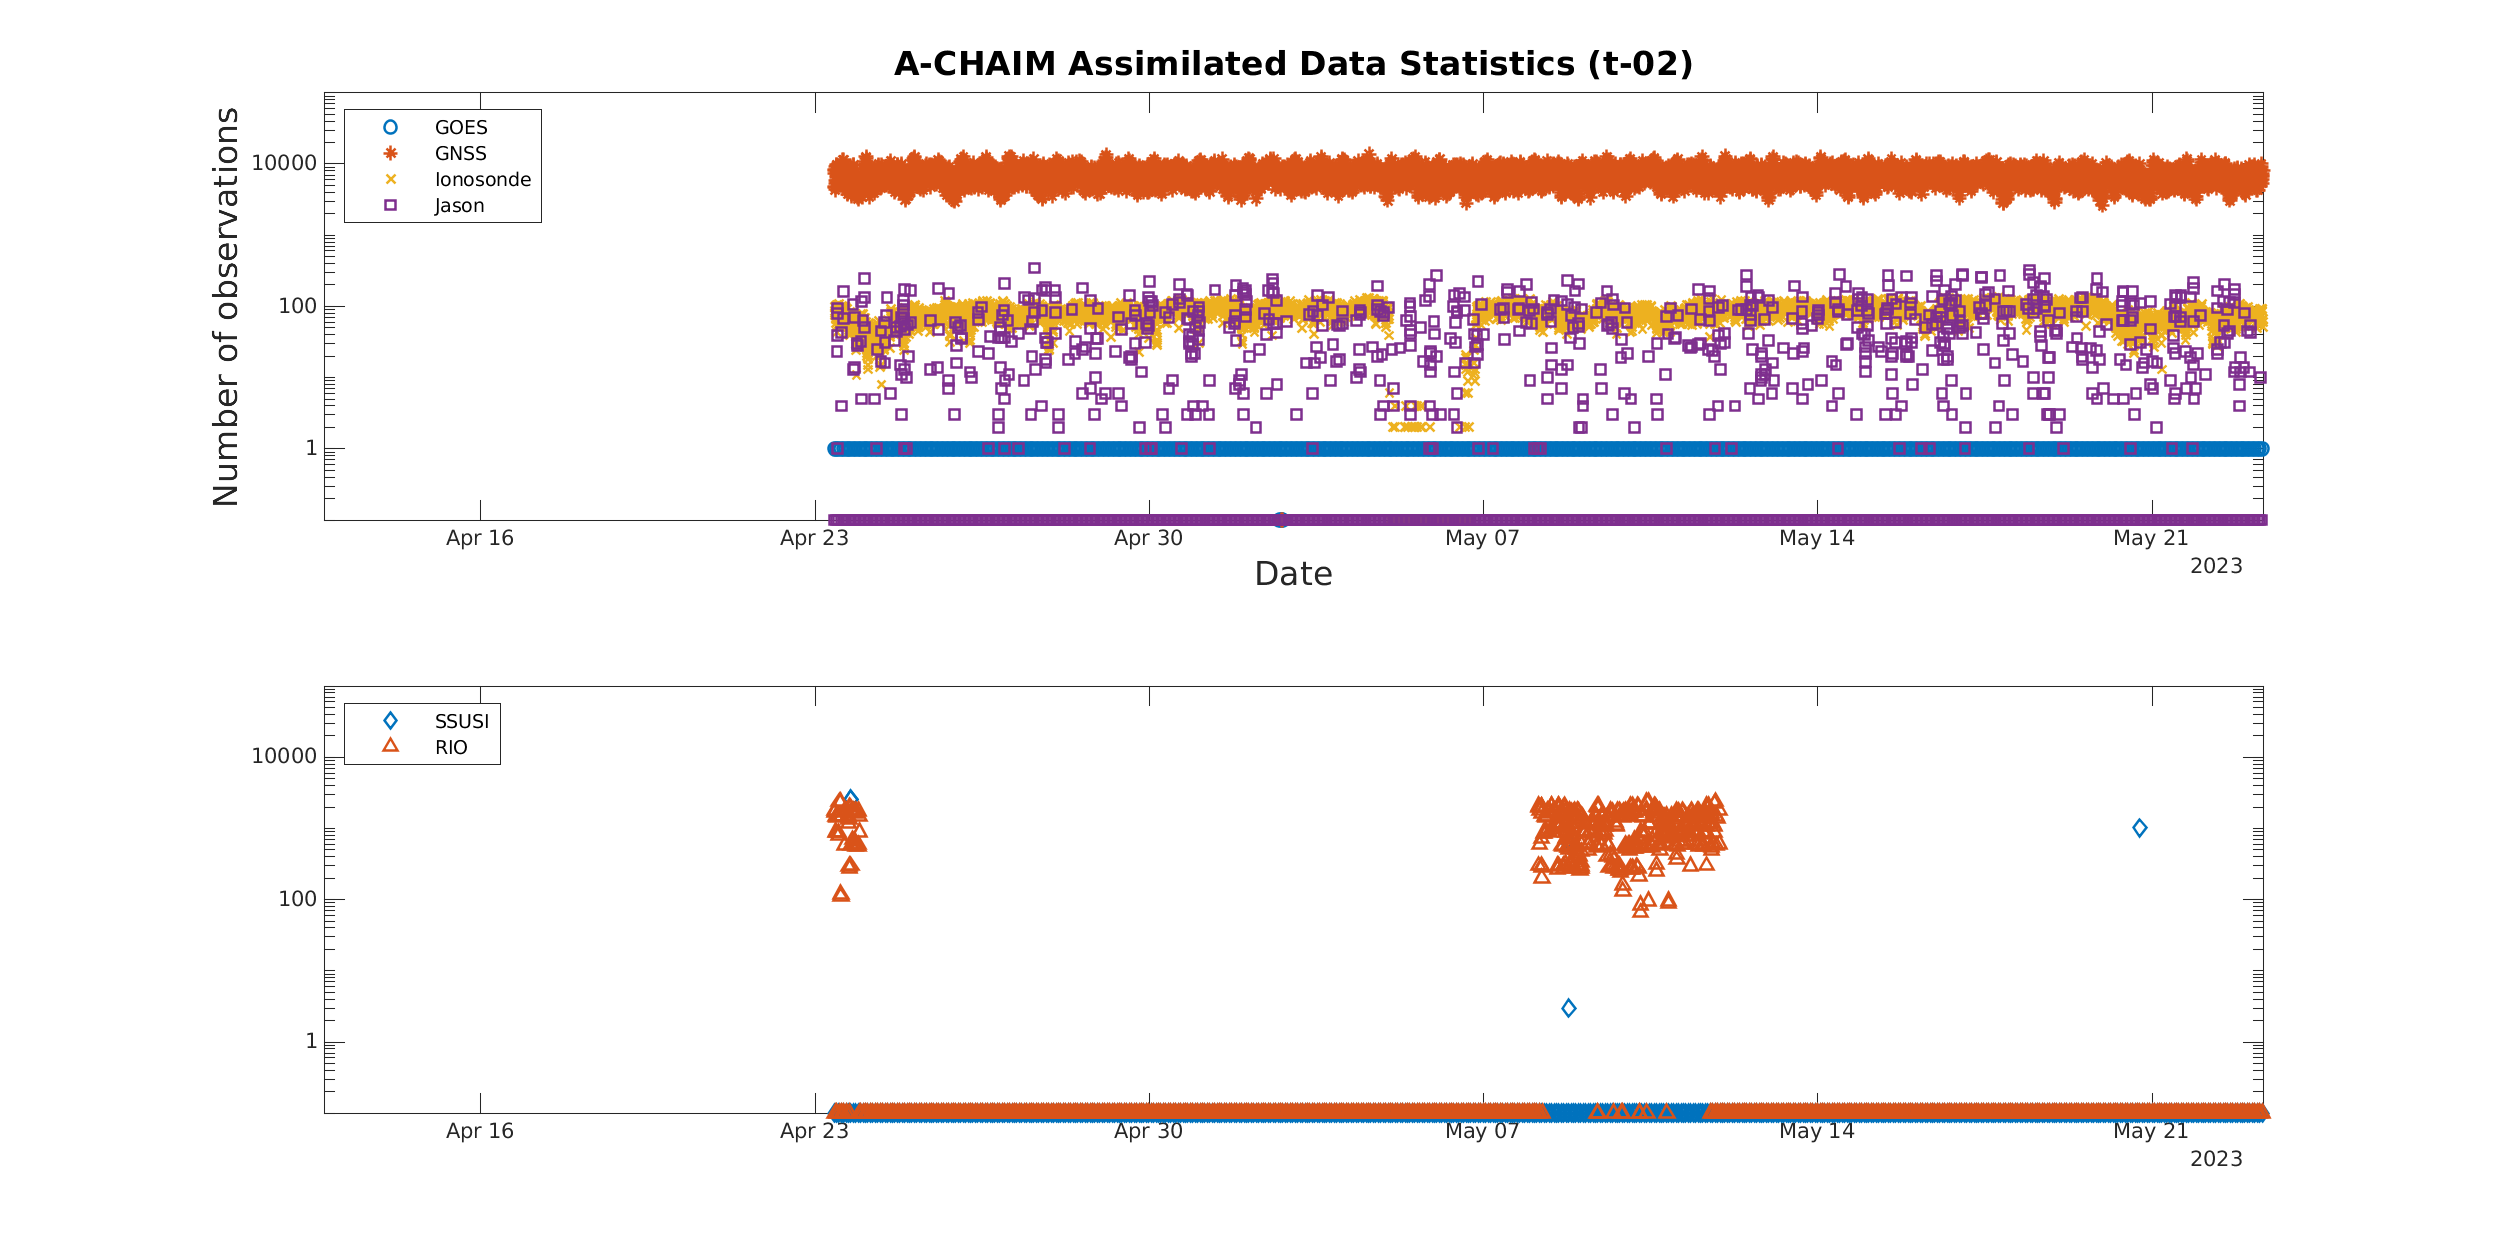 A-CHAIM Assimilated Data Statistics (t-02)
GOES
GNSS
Ionosonde
Jason
Number of observations
10000
100
1
Apr 16
Apr 23
Apr 30
May 07
May 14
May 21
2023
Date
SSUSI
RIO
10000
100
1
Apr 16
Apr 23
Apr 30
May 07
May 14
May 21
2023